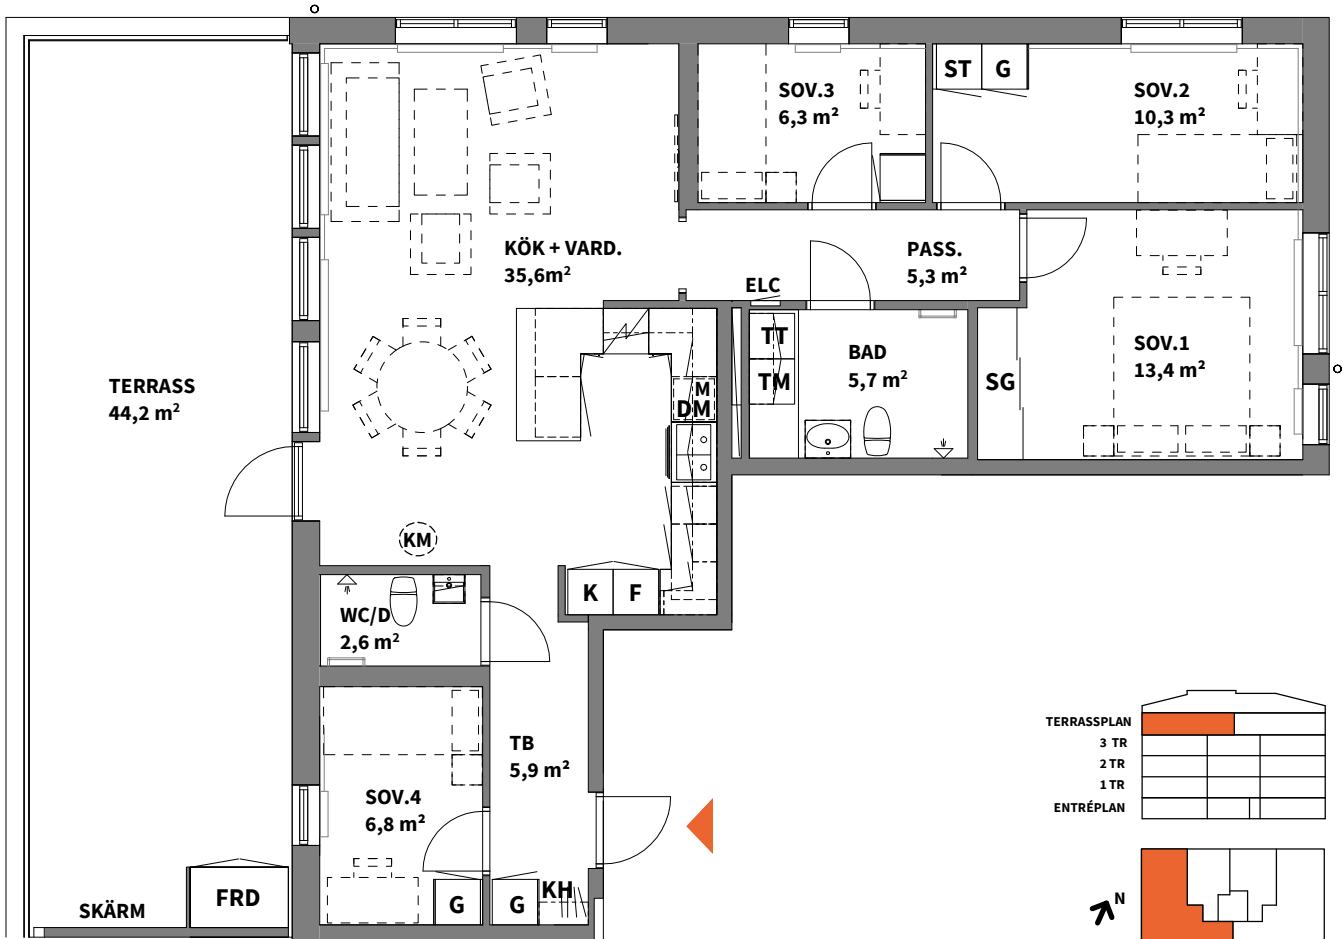 ST
G
SOV.3
6,3 m²
SOV.2
10,3 m²
KÖK + VARD.
35,6m²
PASS.
5,3 m²
ELC
TT
TM
BAD
5,7 m²
SG
SOV.1
13,4 m²
TERRASS
44,2 m²
M
DM
KM
K
F
WC/D
2,6 m²
TB
5,9 m²
SOV.4
6,8 m²
G
G
KH
FRD
SKÄRM
TERRASSPLAN
3 TR
2 TR
1 TR
ENTRÉPLAN
N